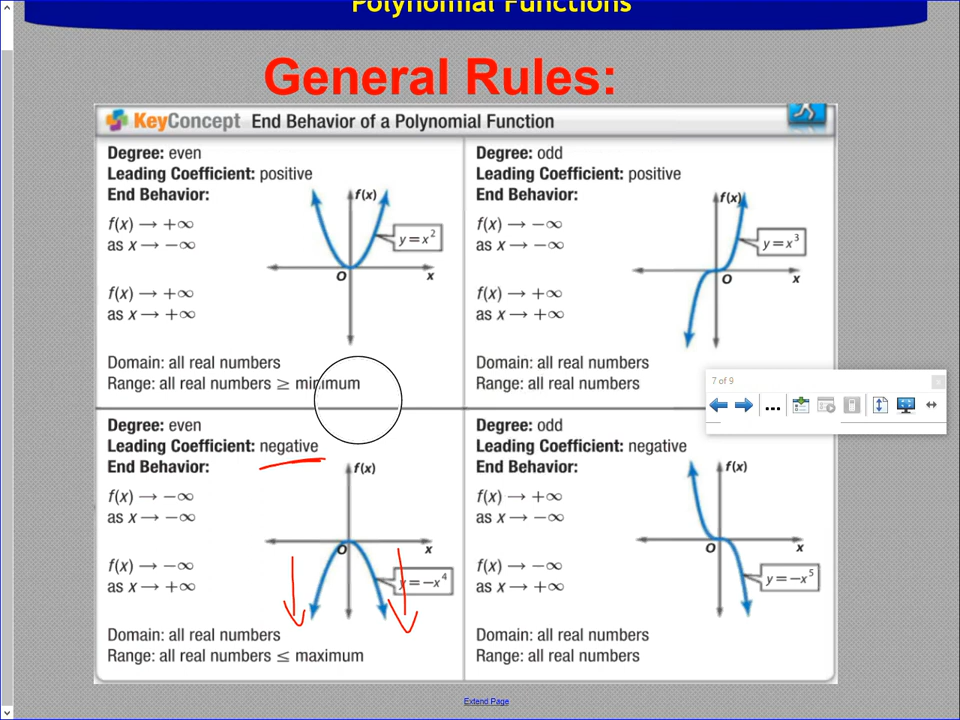 Polynomial Functions
General Rules:
KeyConcept End Behavior of a Polynomial Function
Degree: even
Leading Coefficient: positive
End Behavior:
f(x) → +∞
as x → −∞
f(x) → +∞
as x → +∞
f(x)
y = x²
O
x
Domain: all real numbers
Range: all real numbers ≥ minimum
Degree: odd
Leading Coefficient: positive
End Behavior:
f(x) → −∞
as x → −∞
f(x) → +∞
as x → +∞
f(x)
y = x³
O
x
Domain: all real numbers
Range: all real numbers
7 of 9
Degree: even
Leading Coefficient: negative
End Behavior:
f(x) → −∞
as x → −∞
f(x) → −∞
as x → +∞
f(x)
O
x
y = −x⁴
Domain: all real numbers
Range: all real numbers ≤ maximum
Degree: odd
Leading Coefficient: negative
End Behavior:
f(x) → +∞
as x → −∞
f(x) → −∞
as x → +∞
f(x)
O
x
y = −x⁵
Domain: all real numbers
Range: all real numbers
Extend Page